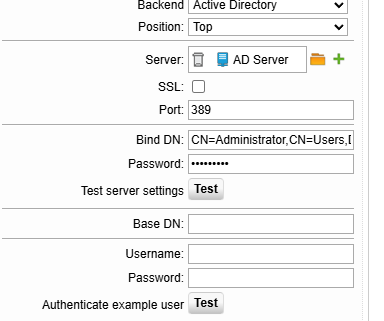 Backend Active Directory
Position: Top
Server: AD Server
SSL:
Port: 389
Bind DN: CN=Administrator,CN=Users,
Password: •••••••••
Test server settings Test
Base DN:
Username:
Password:
Authenticate example user Test